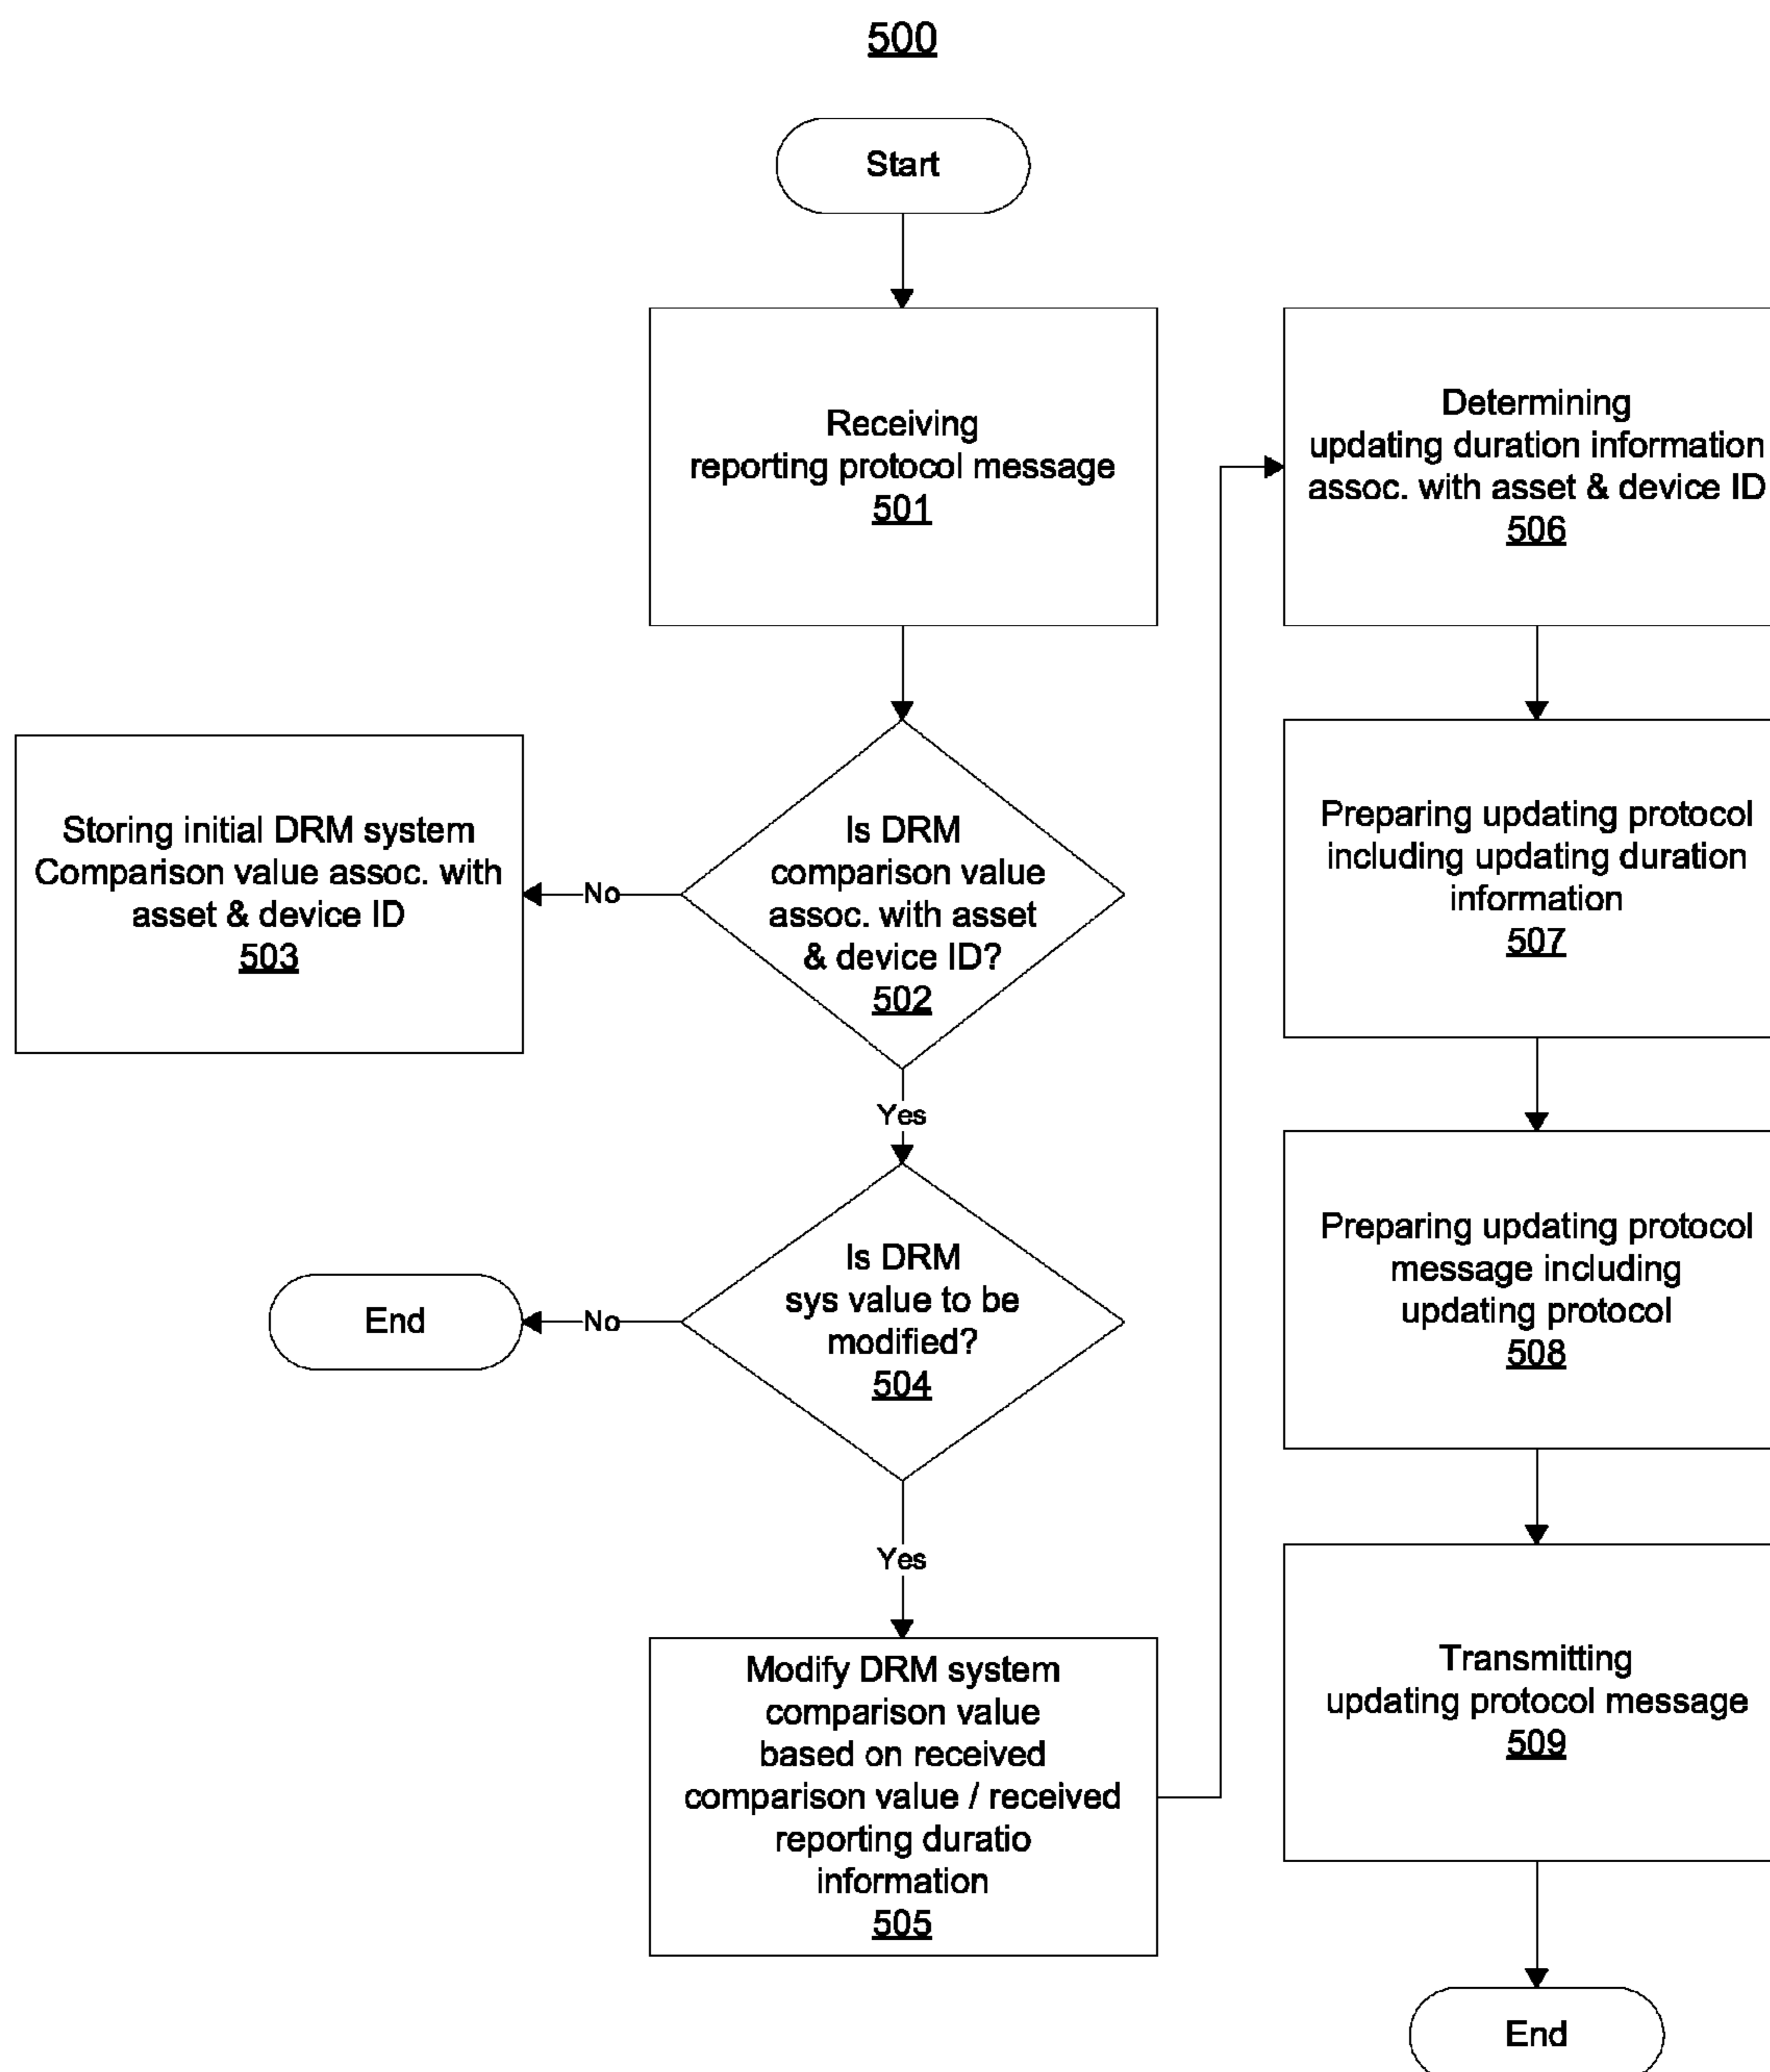 500
Start
Receiving
reporting protocol message
501
Is DRM
comparison value
assoc. with asset
& device ID?
502
No
Storing initial DRM system
Comparison value assoc. with
asset & device ID
503
Yes
Is DRM
sys value to be
modified?
504
No
End
Yes
Modify DRM system
comparison value
based on received
comparison value / received
reporting duratio
information
505
Determining
updating duration information
assoc. with asset & device ID
506
Preparing updating protocol
including updating duration
information
507
Preparing updating protocol
message including
updating protocol
508
Transmitting
updating protocol message
509
End